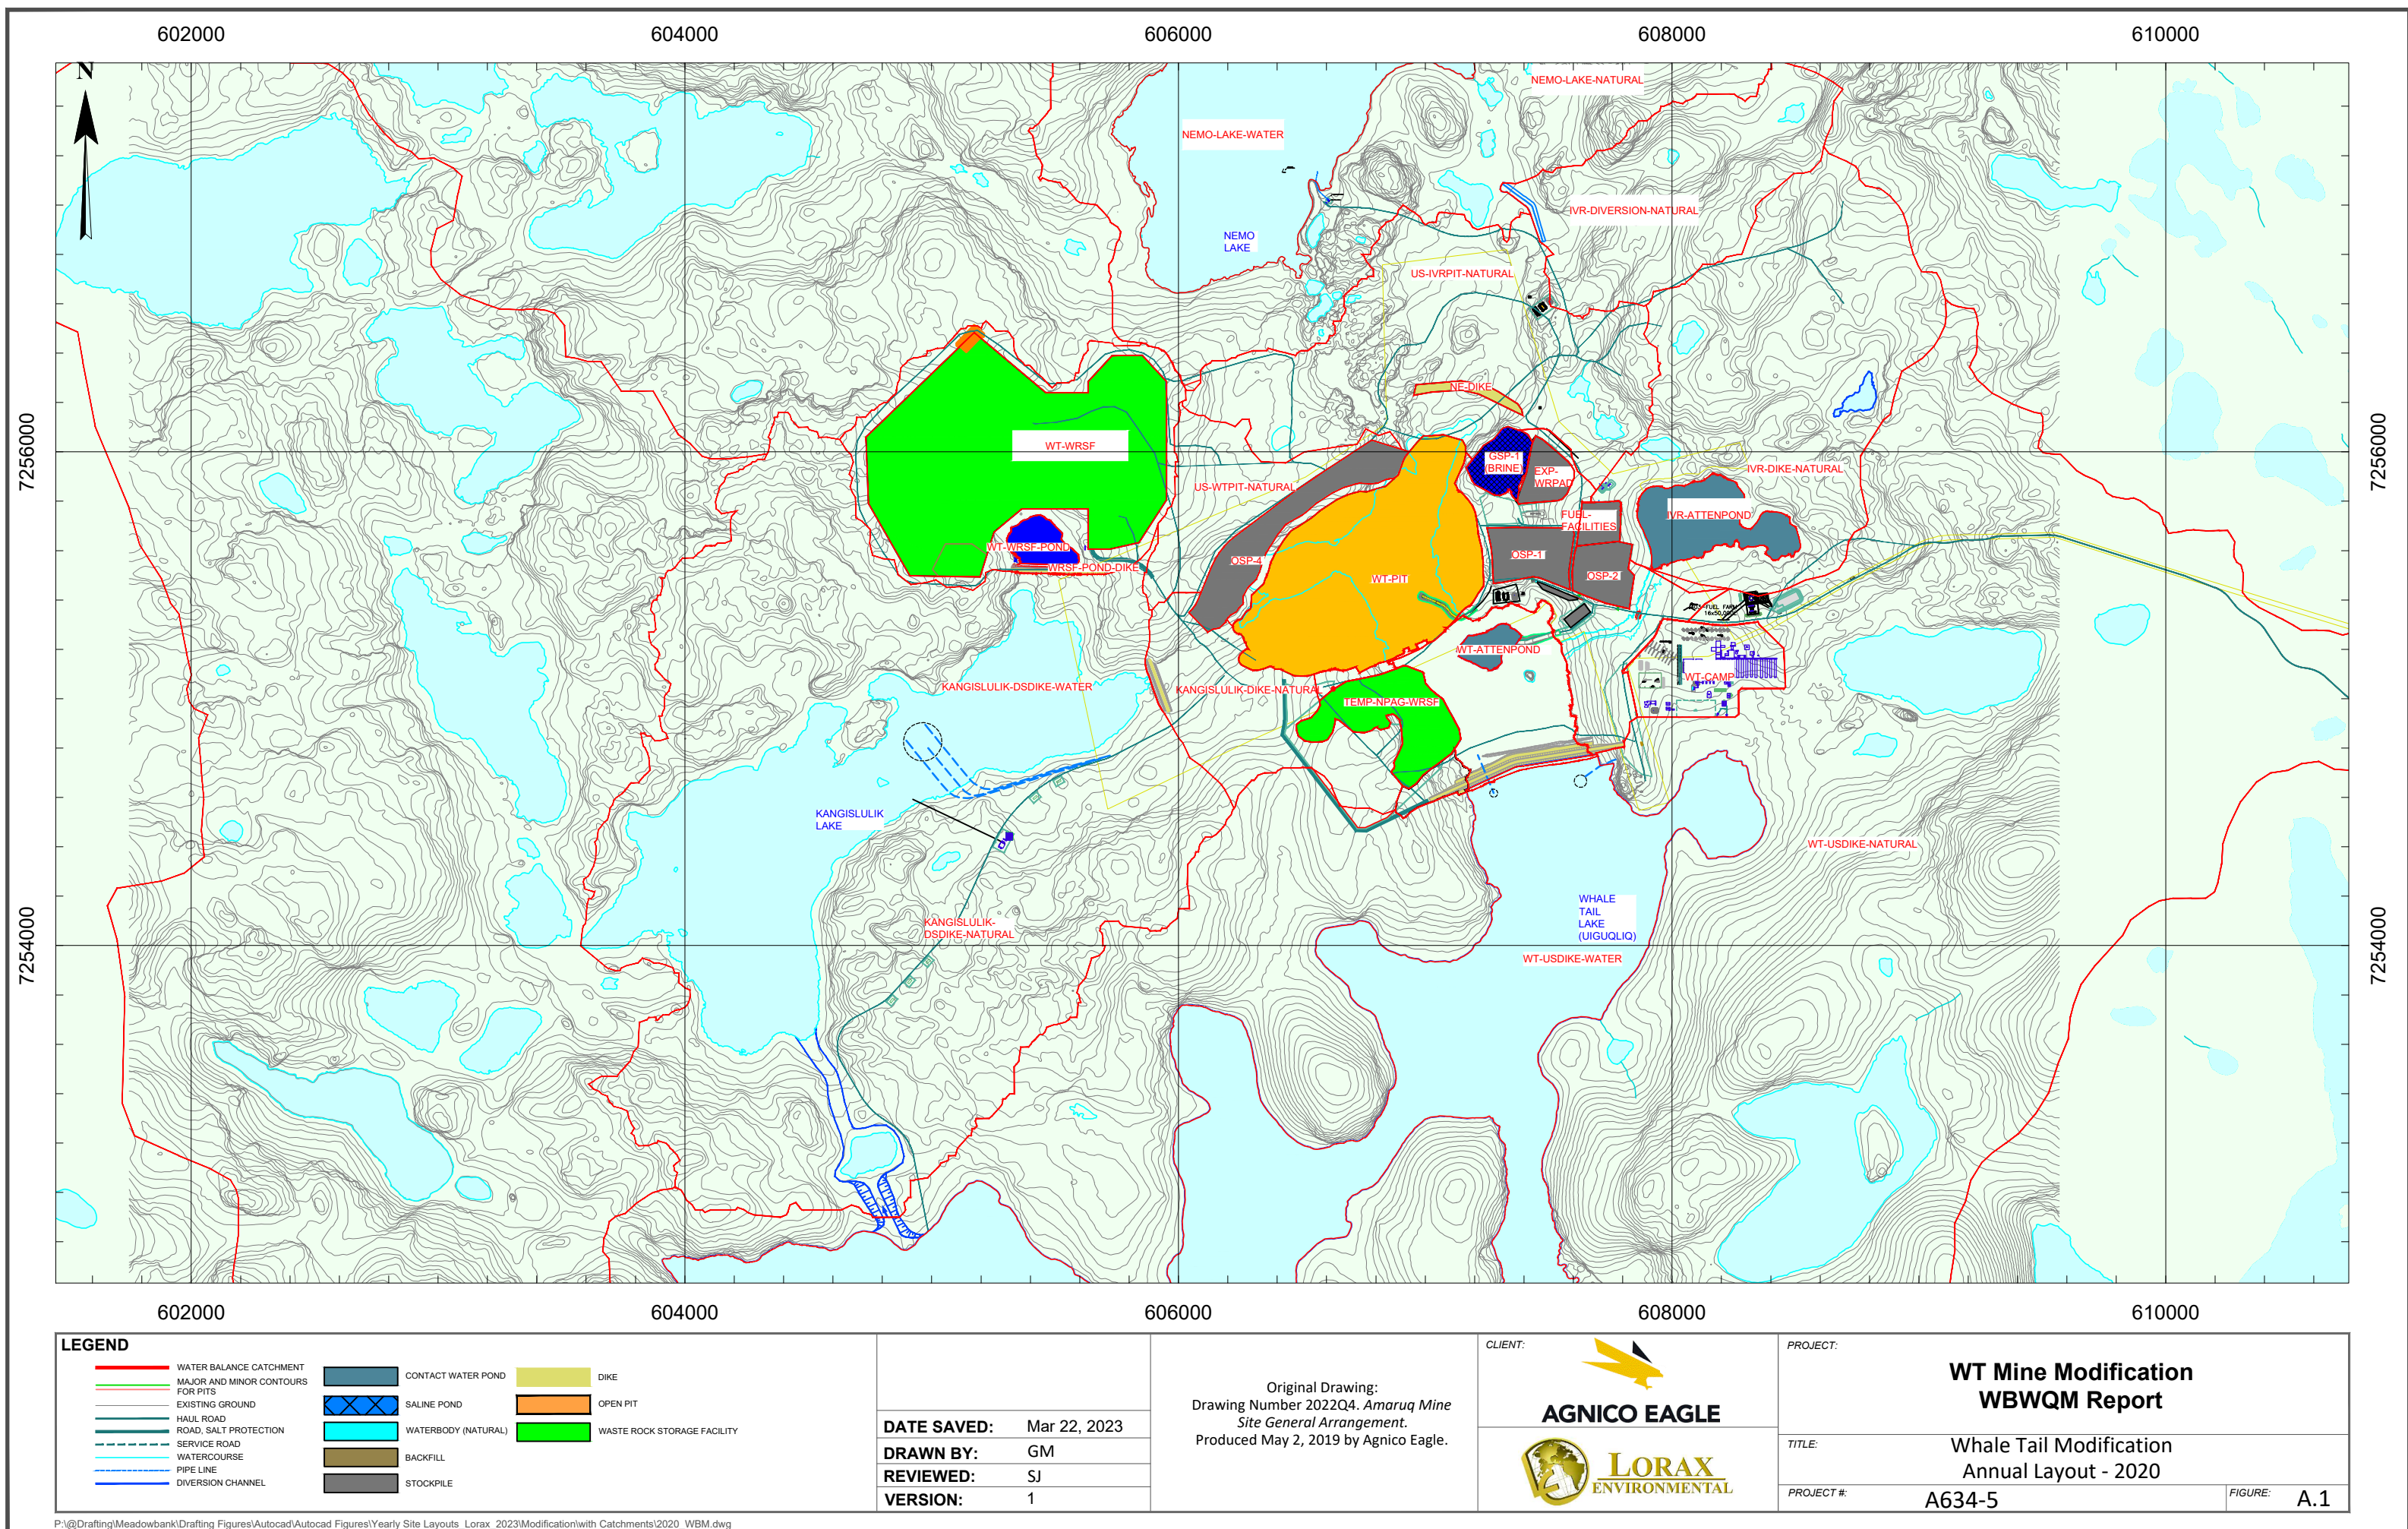 602000
604000
606000
608000
610000
N
NEMO-LAKE-NATURAL
NEMO-LAKE-WATER
IVR-DIVERSION-NATURAL
NEMO
LAKE
US-IVRPIT-NATURAL
NE-DIKE
7256000
7256000
WT-WRSF
GSP-1
(BRINE)
EXP-
WRPAD
IVR-DIKE-NATURAL
US-WTPIT-NATURAL
FUEL-
FACILITIES
IVR-ATTENPOND
WT-WRSF-POND
WRSF-POND-DIKE
OSP-4
OSP-1
OSP-2
WT-PIT
FUEL FARM
WT-ATTENPOND
WT-CAMP
KANGISLULIK-DSDIKE-WATER
KANGISLULIK-DIKE-NATURAL
TEMP-NPAG-WRSF
KANGISLULIK
LAKE
WT-USDIKE-NATURAL
WHALE
TAIL
LAKE
(UIGUQLIQ)
KANGISLULIK-
DSDIKE-NATURAL
7254000
7254000
WT-USDIKE-WATER
602000
604000
606000
608000
610000
LEGEND
WATER BALANCE CATCHMENT
MAJOR AND MINOR CONTOURS
FOR PITS
EXISTING GROUND
HAUL ROAD
ROAD, SALT PROTECTION
SERVICE ROAD
WATERCOURSE
PIPE LINE
DIVERSION CHANNEL
CONTACT WATER POND
SALINE POND
WATERBODY (NATURAL)
BACKFILL
STOCKPILE
DIKE
OPEN PIT
WASTE ROCK STORAGE FACILITY
DATE SAVED: Mar 22, 2023
DRAWN BY: GM
REVIEWED: SJ
VERSION: 1
Original Drawing:
Drawing Number 2022Q4. Amaruq Mine
Site General Arrangement.
Produced May 2, 2019 by Agnico Eagle.
CLIENT:
AGNICO EAGLE
LORAX
ENVIRONMENTAL
PROJECT:
WT Mine Modification
WBWQM Report
TITLE:
Whale Tail Modification
Annual Layout - 2020
PROJECT #: A634-5
FIGURE: A.1
P:\@Drafting\Meadowbank\Drafting Figures\Autocad\Autocad Figures\Yearly Site Layouts_Lorax_2023\Modification\with Catchments\2020_WBM.dwg